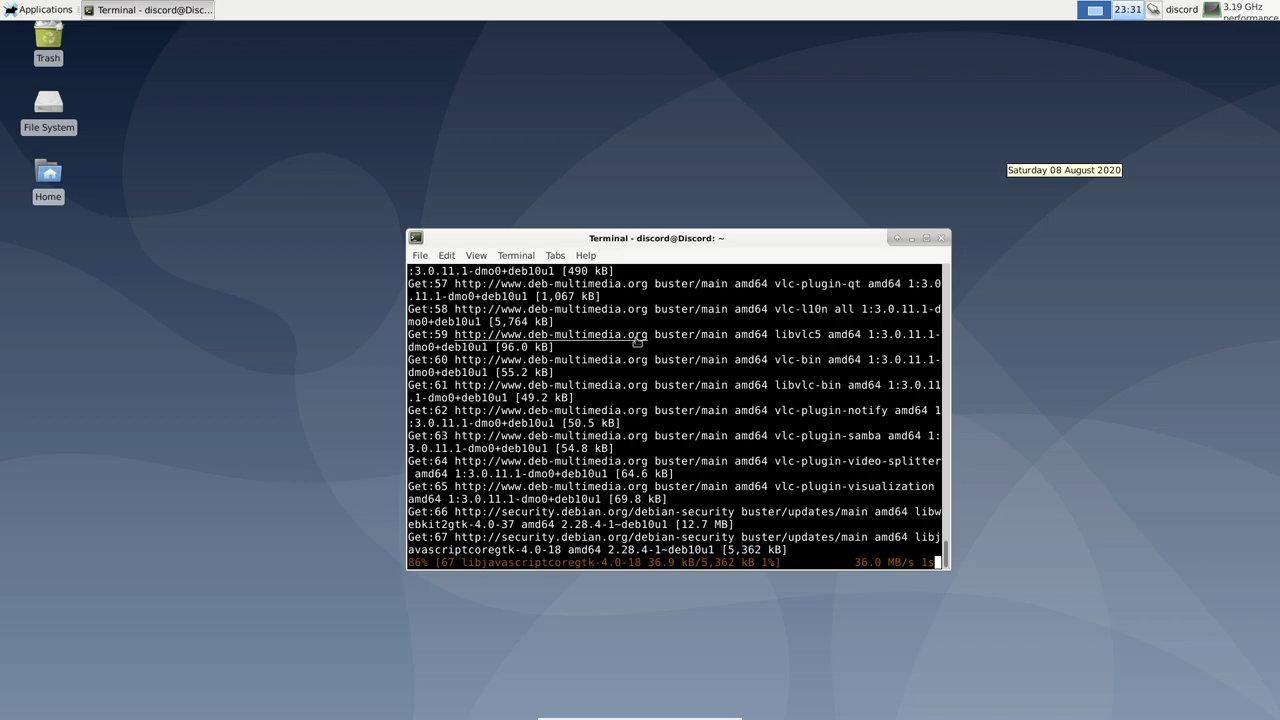 Applications
Terminal - discord@Disc...
23:31
discord
3.19 GHz
performance
Trash
File System
Home
Saturday 08 August 2020
Terminal - discord@Discord: ~
File Edit View Terminal Tabs Help
:3.0.11.1-dmo0+deb10u1 [490 kB]
Get:57 http://www.deb-multimedia.org buster/main amd64 vlc-plugin-qt amd64 1:3.0
.11.1-dmo0+deb10u1 [1,067 kB]
Get:58 http://www.deb-multimedia.org buster/main amd64 vlc-l10n all 1:3.0.11.1-d
mo0+deb10u1 [5,764 kB]
Get:59 http://www.deb-multimedia.org buster/main amd64 libvlc5 amd64 1:3.0.11.1-
dmo0+deb10u1 [96.0 kB]
Get:60 http://www.deb-multimedia.org buster/main amd64 vlc-bin amd64 1:3.0.11.1-
dmo0+deb10u1 [55.2 kB]
Get:61 http://www.deb-multimedia.org buster/main amd64 libvlc-bin amd64 1:3.0.11
.1-dmo0+deb10u1 [49.2 kB]
Get:62 http://www.deb-multimedia.org buster/main amd64 vlc-plugin-notify amd64 1
:3.0.11.1-dmo0+deb10u1 [50.5 kB]
Get:63 http://www.deb-multimedia.org buster/main amd64 vlc-plugin-samba amd64 1:
3.0.11.1-dmo0+deb10u1 [54.8 kB]
Get:64 http://www.deb-multimedia.org buster/main amd64 vlc-plugin-video-splitter
 amd64 1:3.0.11.1-dmo0+deb10u1 [64.6 kB]
Get:65 http://www.deb-multimedia.org buster/main amd64 vlc-plugin-visualization
amd64 1:3.0.11.1-dmo0+deb10u1 [69.8 kB]
Get:66 http://security.debian.org/debian-security buster/updates/main amd64 libw
ebkit2gtk-4.0-37 amd64 2.28.4-1~deb10u1 [12.7 MB]
Get:67 http://security.debian.org/debian-security buster/updates/main amd64 libj
avascriptcoregtk-4.0-18 amd64 2.28.4-1~deb10u1 [5,362 kB]
86% [67 libjavascriptcoregtk-4.0-18 36.9 kB/5,362 kB 1%] 36.0 MB/s 1s